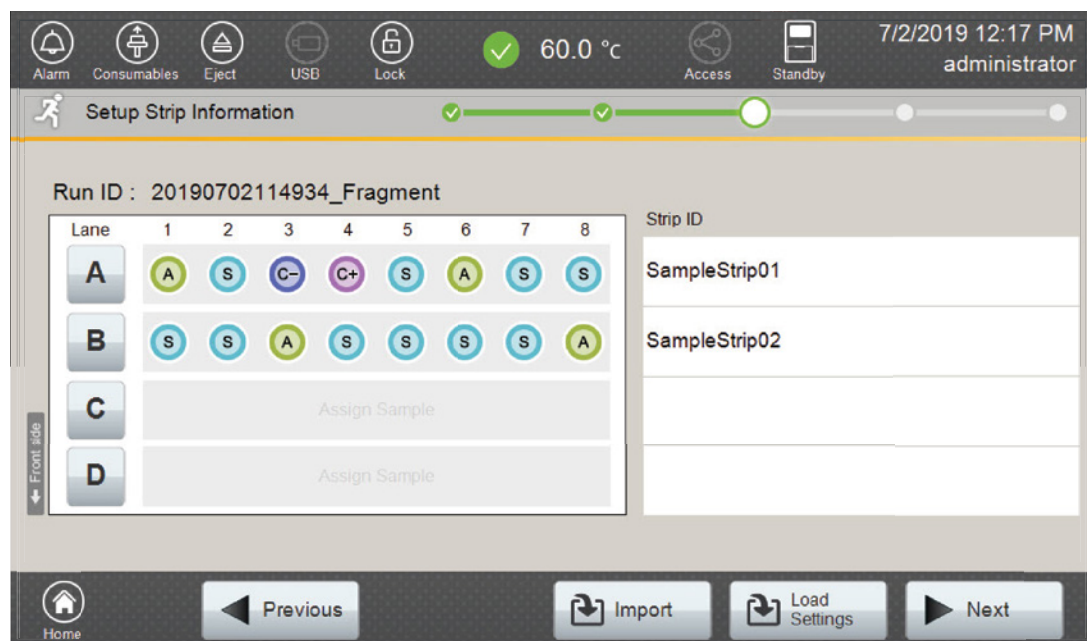 Alarm Consumables Eject USB Lock 60.0 °C Access Standby 7/2/2019 12:17 PM
administrator
Setup Strip Information
Run ID : 20190702114934_Fragment
Strip ID
Lane 1 2 3 4 5 6 7 8
A A S C- C+ S A S S SampleStrip01
B S S A S S S S A SampleStrip02
C Assign Sample
D Assign Sample
Front side
Home Previous Import Load Settings Next